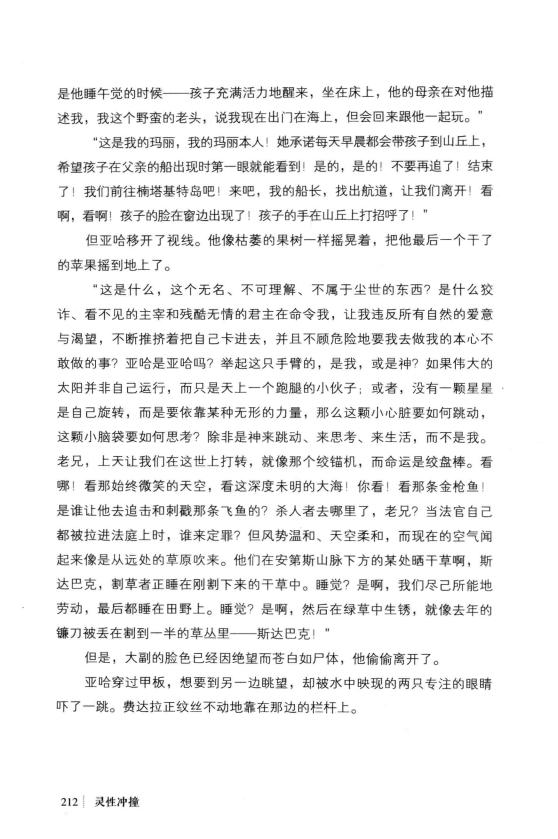 是他睡午觉的时候——孩子充满活力地醒来，坐在床上，他的母亲在对他描
述我，我这个野蛮的老头，说我现在出门在海上，但会回来跟他一起玩。”
“这是我的玛丽，我的玛丽本人！她承诺每天早晨都会带孩子到山丘上，
希望孩子在父亲的船出现时第一眼就能看到！是的，是的！不要再追了！结束
了！我们前往楠塔基特岛吧！来吧，我的船长，找出航道，让我们离开！看
啊，看啊！孩子的脸在窗边出现了！孩子的手在山丘上打招呼了！”
但亚哈移开了视线。他像枯萎的果树一样摇晃着，把他最后一个干了
的苹果摇到地上了。
“这是什么，这个无名、不可理解、不属于尘世的东西？是什么狡
诈、看不见的主宰和残酷无情的君主在命令我，让我违反所有自然的爱意
与渴望，不断推挤着把自己卡进去，并且不顾危险地要我去做我的本心不
敢做的事？亚哈是亚哈吗？举起这只手臂的，是我，或是神？如果伟大的
太阳并非自己运行，而只是天上一个跑腿的小伙子；或者，没有一颗星星
是自己旋转，而是要依靠某种无形的力量，那么这颗小心脏要如何跳动，
这颗小脑袋要如何思考？除非是神来跳动、来思考、来生活，而不是我。
老兄，上天让我们在这世上打转，就像那个绞锚机，而命运是绞盘棒。看
哪！看那始终微笑的天空，看这深度未明的大海！你看！看那条金枪鱼！
是谁让他去追击和刺戳那条飞鱼的？杀人者去哪里了，老兄？当法官自己
都被拉进法庭上时，谁来定罪？但风势温和、天空柔和，而现在的空气闻
起来像是从远处的草原吹来。他们在安第斯山脉下方的某处晒干草啊，斯
达巴克，割草者正睡在刚割下来的干草中。睡觉？是啊，我们尽己所能地
劳动，最后都睡在田野上。睡觉？是啊，然后在绿草中生锈，就像去年的
镰刀被丢在割到一半的草丛里——斯达巴克！”
但是，大副的脸色已经因绝望而苍白如尸体，他偷偷离开了。
亚哈穿过甲板，想要到另一边眺望，却被水中映现的两只专注的眼睛
吓了一跳。费达拉正纹丝不动地靠在那边的栏杆上。
212 | 灵性冲撞